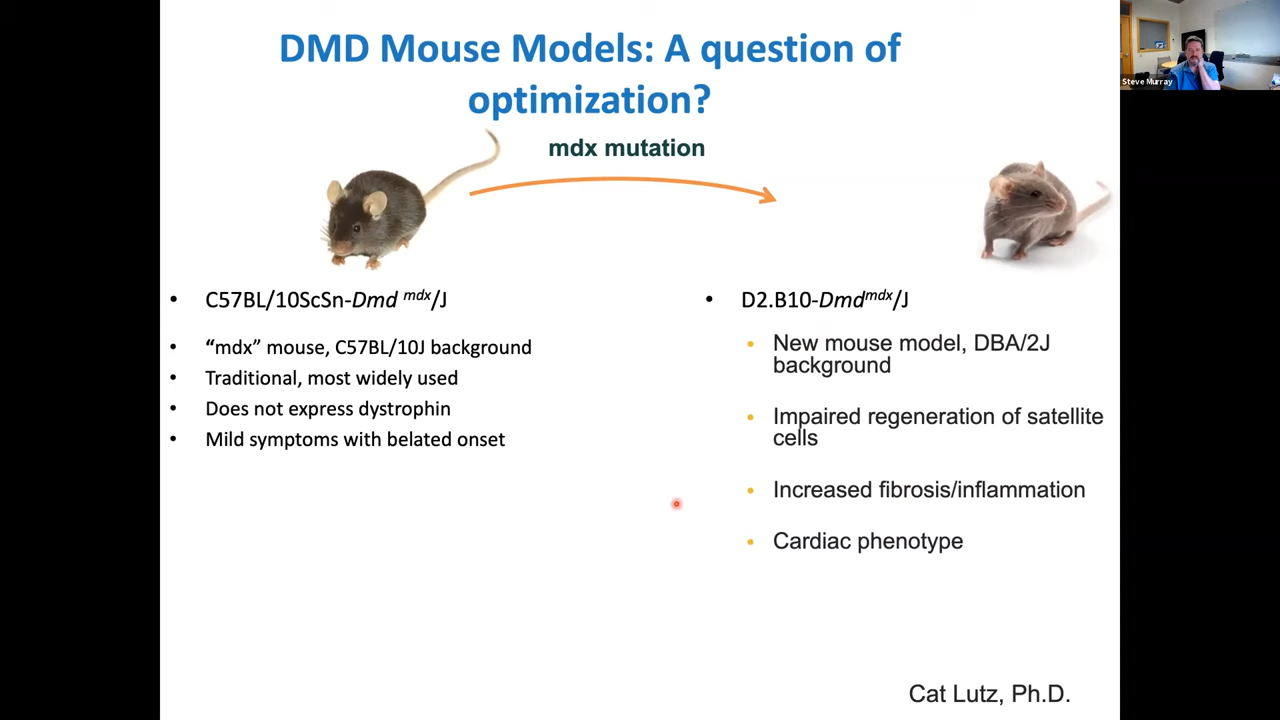 DMD Mouse Models: A question of
optimization?
mdx mutation
Steve Murray
• C57BL/10ScSn-Dmd mdx/J
• “mdx” mouse, C57BL/10J background
• Traditional, most widely used
• Does not express dystrophin
• Mild symptoms with belated onset
• D2.B10-Dmdmdx/J
• New mouse model, DBA/2J
background
• Impaired regeneration of satellite
cells
• Increased fibrosis/inflammation
• Cardiac phenotype
Cat Lutz, Ph.D.